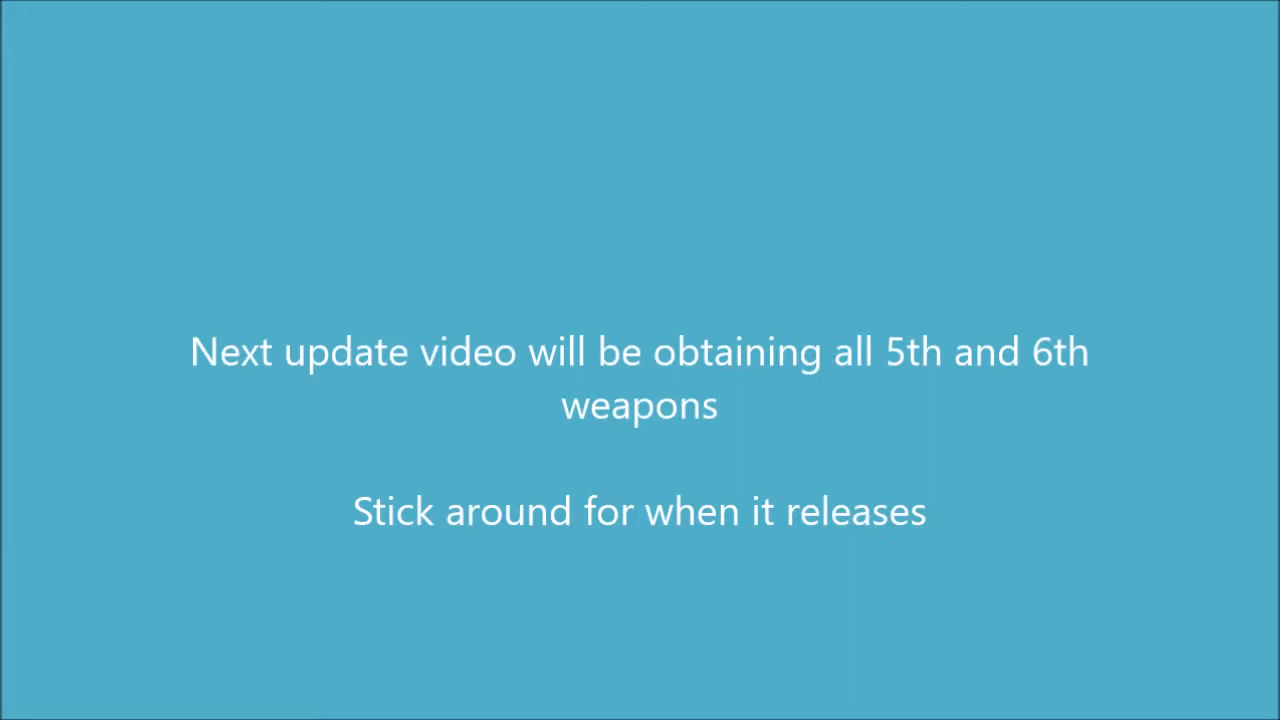 Next update video will be obtaining all 5th and 6th
weapons
Stick around for when it releases